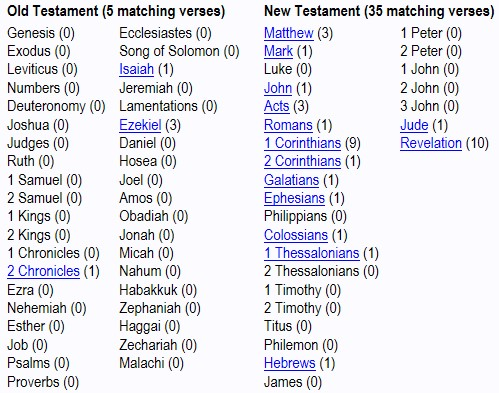 Old Testament (5 matching verses)
Genesis (0)
Exodus (0)
Leviticus (0)
Numbers (0)
Deuteronomy (0)
Joshua (0)
Judges (0)
Ruth (0)
1 Samuel (0)
2 Samuel (0)
1 Kings (0)
2 Kings (0)
1 Chronicles (0)
2 Chronicles (1)
Ezra (0)
Nehemiah (0)
Esther (0)
Job (0)
Psalms (0)
Proverbs (0)
Ecclesiastes (0)
Song of Solomon (0)
Isaiah (1)
Jeremiah (0)
Lamentations (0)
Ezekiel (3)
Daniel (0)
Hosea (0)
Joel (0)
Amos (0)
Obadiah (0)
Jonah (0)
Micah (0)
Nahum (0)
Habakkuk (0)
Zephaniah (0)
Haggai (0)
Zechariah (0)
Malachi (0)
New Testament (35 matching verses)
Matthew (3)
Mark (1)
Luke (0)
John (1)
Acts (3)
Romans (1)
1 Corinthians (9)
2 Corinthians (1)
Galatians (1)
Ephesians (1)
Philippians (0)
Colossians (1)
1 Thessalonians (1)
2 Thessalonians (0)
1 Timothy (0)
2 Timothy (0)
Titus (0)
Philemon (0)
Hebrews (1)
James (0)
1 Peter (0)
2 Peter (0)
1 John (0)
2 John (0)
3 John (0)
Jude (1)
Revelation (10)